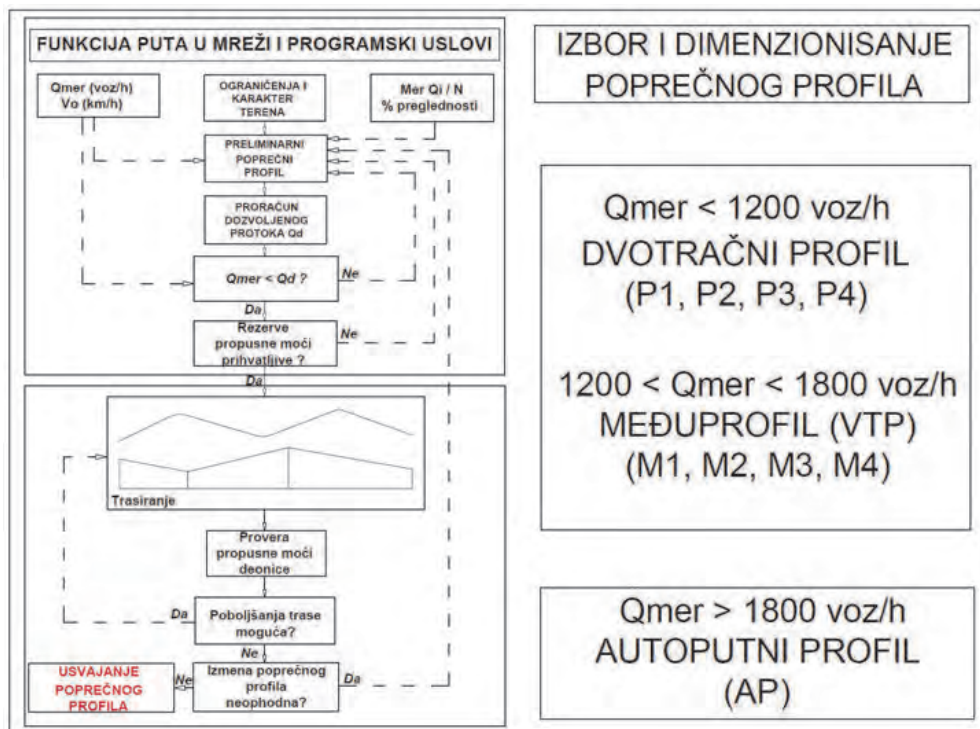 FUNKCIJA PUTA U MREŽI I PROGRAMSKI USLOVI
Qmer (voz/h)
Vo (km/h)
OGRANIČENJA I
KARAKTER
TERENA
Mer Qi / N
% preglednosti
PRELIMINARNI
POPREČNI
PROFIL
PRORAČUN
DOZVOLJENOG
PROTOKA Qd
Qmer < Qd ?
Ne
Da
Rezerve
propusne moći
prihvatljive ?
Ne
Da
Trasiranje
Provera
propusne moći
deonice
Da
Poboljšanja trase
moguća?
Ne
USVAJANJE
POPREČNOG
PROFILA
Ne
Izmena poprečnog
profila
neophodna?
Da
IZBOR I DIMENZIONISANJE
POPREČNOG PROFILA
Qmer < 1200 voz/h
DVOTRAČNI PROFIL
(P1, P2, P3, P4)
1200 < Qmer < 1800 voz/h
MEĐUPROFIL (VTP)
(M1, M2, M3, M4)
Qmer > 1800 voz/h
AUTOPUTNI PROFIL
(AP)